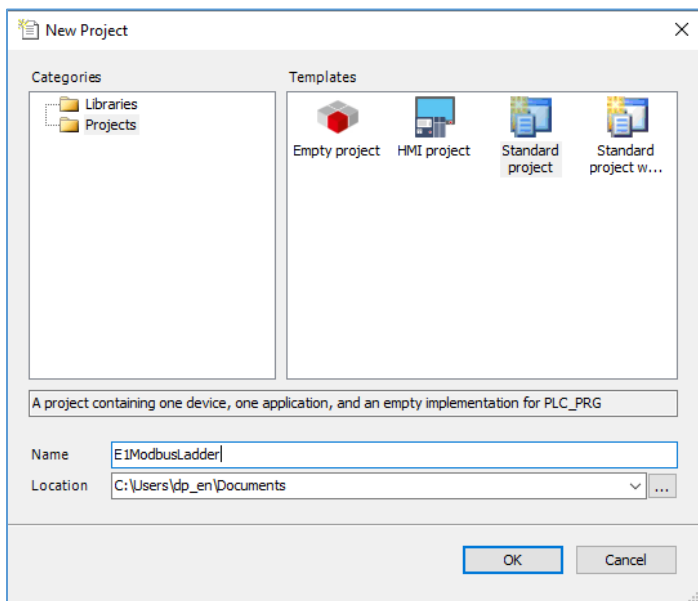 New Project
Categories
Templates
Libraries
Projects
Empty project
HMI project
Standard
project
Standard
project w...
A project containing one device, one application, and an empty implementation for PLC_PRG
Name
E1ModbusLadder
Location
C:\Users\dp_en\Documents
...
OK
Cancel